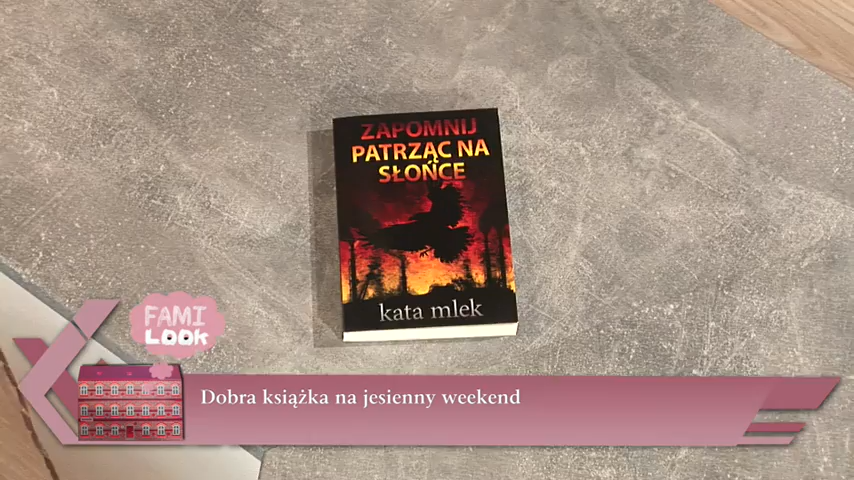 ZAPOMNIJ
PATRZĄC NA
SŁOŃCE
kata mlek
FAMI
LOOK
Dobra książka na jesienny weekend